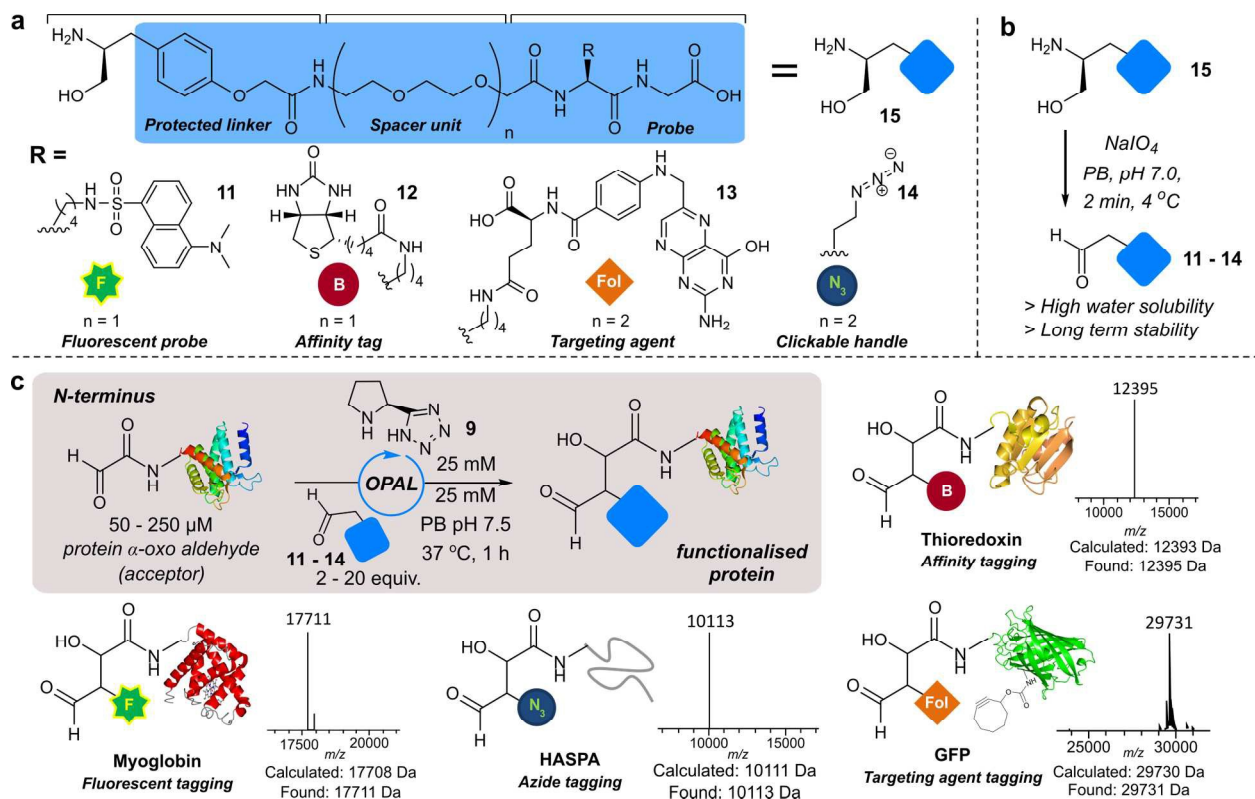 a
H₂N
HO
O
O
N
H
O
O
O
N
H
R
O
H
N
O
OH
n
Protected linker
Spacer unit
Probe
=
H₂N
HO
15
R =
11
4
H
N
O
S
O
N
F
n = 1
Fluorescent probe
12
O
HN
NH
H
H
S
4
O
NH
4
B
n = 1
Affinity tag
13
O
HO
H
N
O
O
HN
4
H
N
N
N
N
N
OH
NH₂
Fol
n = 2
Targeting agent
14
N
⊖
N
⊕
N
N₃
n = 2
Clickable handle
b
H₂N
HO
15
NaIO₄
PB, pH 7.0,
2 min, 4 °C
H
O
11 - 14
> High water solubility
> Long term stability
c
N-terminus
O
H
O
N
H
50 - 250 µM
protein α-oxo aldehyde
(acceptor)
N
H
N
N
HN
N
9
25 mM
OPAL
25 mM
PB pH 7.5
37 °C, 1 h
O
H
11 - 14
2 - 20 equiv.
HO
O
N
H
O
H
functionalised
protein
HO
O
N
H
O
H
B
12395
10000 15000
m/z
Thioredoxin
Affinity tagging
Calculated: 12393 Da
Found: 12395 Da
HO
O
N
H
O
H
F
17711
17500 20000
m/z
Myoglobin
Fluorescent tagging
Calculated: 17708 Da
Found: 17711 Da
HO
O
N
H
O
H
N₃
10113
10000 15000
m/z
HASPA
Azide tagging
Calculated: 10111 Da
Found: 10113 Da
HO
O
N
H
O
H
Fol
NH
O
O
29731
25000 30000
m/z
GFP
Targeting agent tagging
Calculated: 29730 Da
Found: 29731 Da